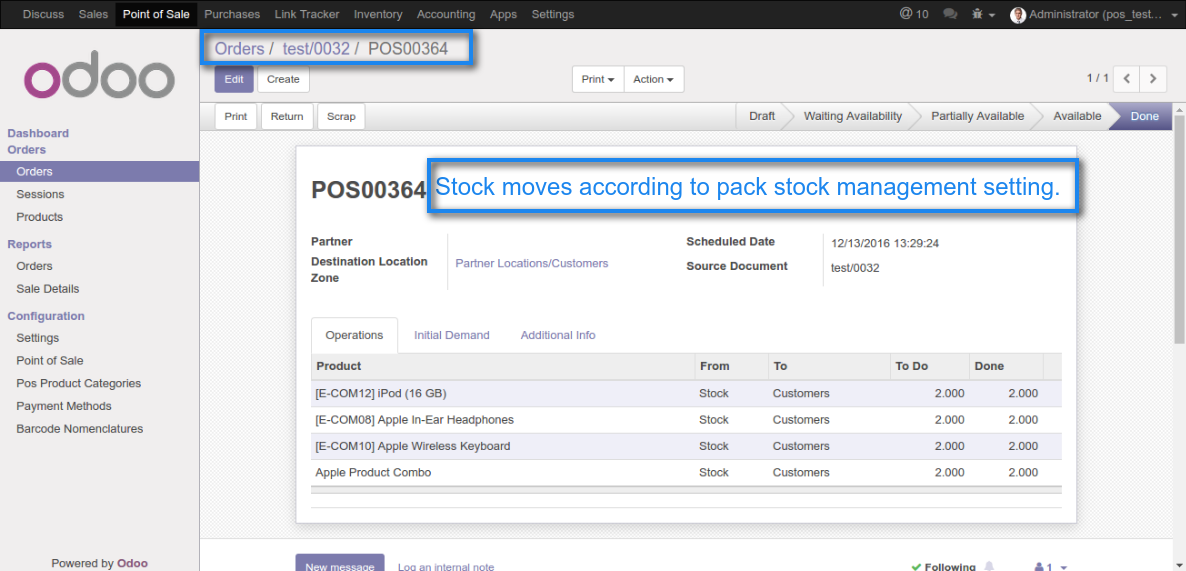 Discuss Sales Point of Sale Purchases Link Tracker Inventory Accounting Apps Settings @ 10 Administrator (pos_test...
odoo
Orders / test/0032 / POS00364
Edit Create Print Action 1 / 1
Print Return Scrap Draft Waiting Availability Partially Available Available Done
Dashboard
Orders
Orders
Sessions
Products
Reports
Orders
Sale Details
Configuration
Settings
Point of Sale
Pos Product Categories
Payment Methods
Barcode Nomenclatures
Powered by Odoo
POS00364 Stock moves according to pack stock management setting.
Partner
Destination Location Zone Partner Locations/Customers
Scheduled Date 12/13/2016 13:29:24
Source Document test/0032
Operations Initial Demand Additional Info
Product From To To Do Done
[E-COM12] iPod (16 GB) Stock Customers 2.000 2.000
[E-COM08] Apple In-Ear Headphones Stock Customers 2.000 2.000
[E-COM10] Apple Wireless Keyboard Stock Customers 2.000 2.000
Apple Product Combo Stock Customers 2.000 2.000
New message Log an internal note Following 1